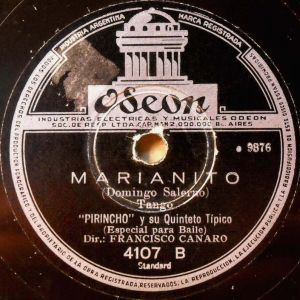 INDUSTRIA ARGENTINA
MARCA REGISTRADA
Odeon
INDUSTRIAS ELECTRICAS Y MUSICALES ODEON
SOC. DE RESP. LTDA. CAP. M$N 2.000.000 Bs. AIRES
9876
MARIANITO
(Domingo Salerno)
Tango
"PIRINCHO" y su Quinteto Típico
(Especial para Baile)
Dir.: FRANCISCO CANARO
4107 B
Standard